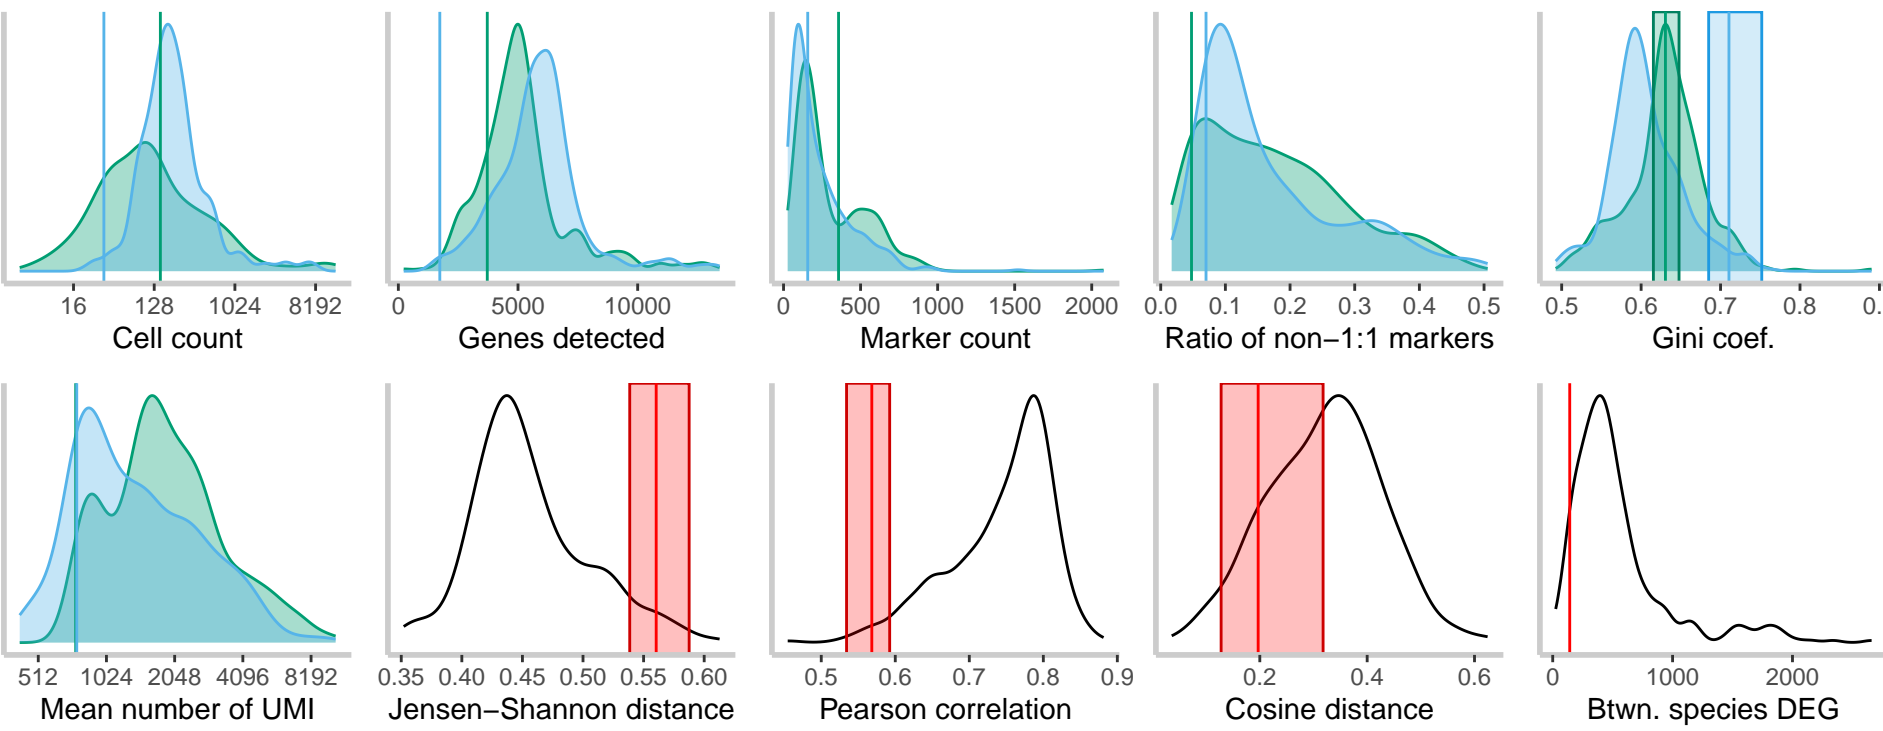 16 128 1024 8192
Cell count
0 5000 10000
Genes detected
0 500 1000 1500 2000
Marker count
0.0 0.1 0.2 0.3 0.4 0.5
Ratio of non−1:1 markers
0.5 0.6 0.7 0.8 0.
Gini coef.
512 1024 2048 4096 8192
Mean number of UMI
0.35 0.40 0.45 0.50 0.55 0.60
Jensen−Shannon distance
0.5 0.6 0.7 0.8 0.9
Pearson correlation
0.2 0.4 0.6
Cosine distance
0 1000 2000
Btwn. species DEG